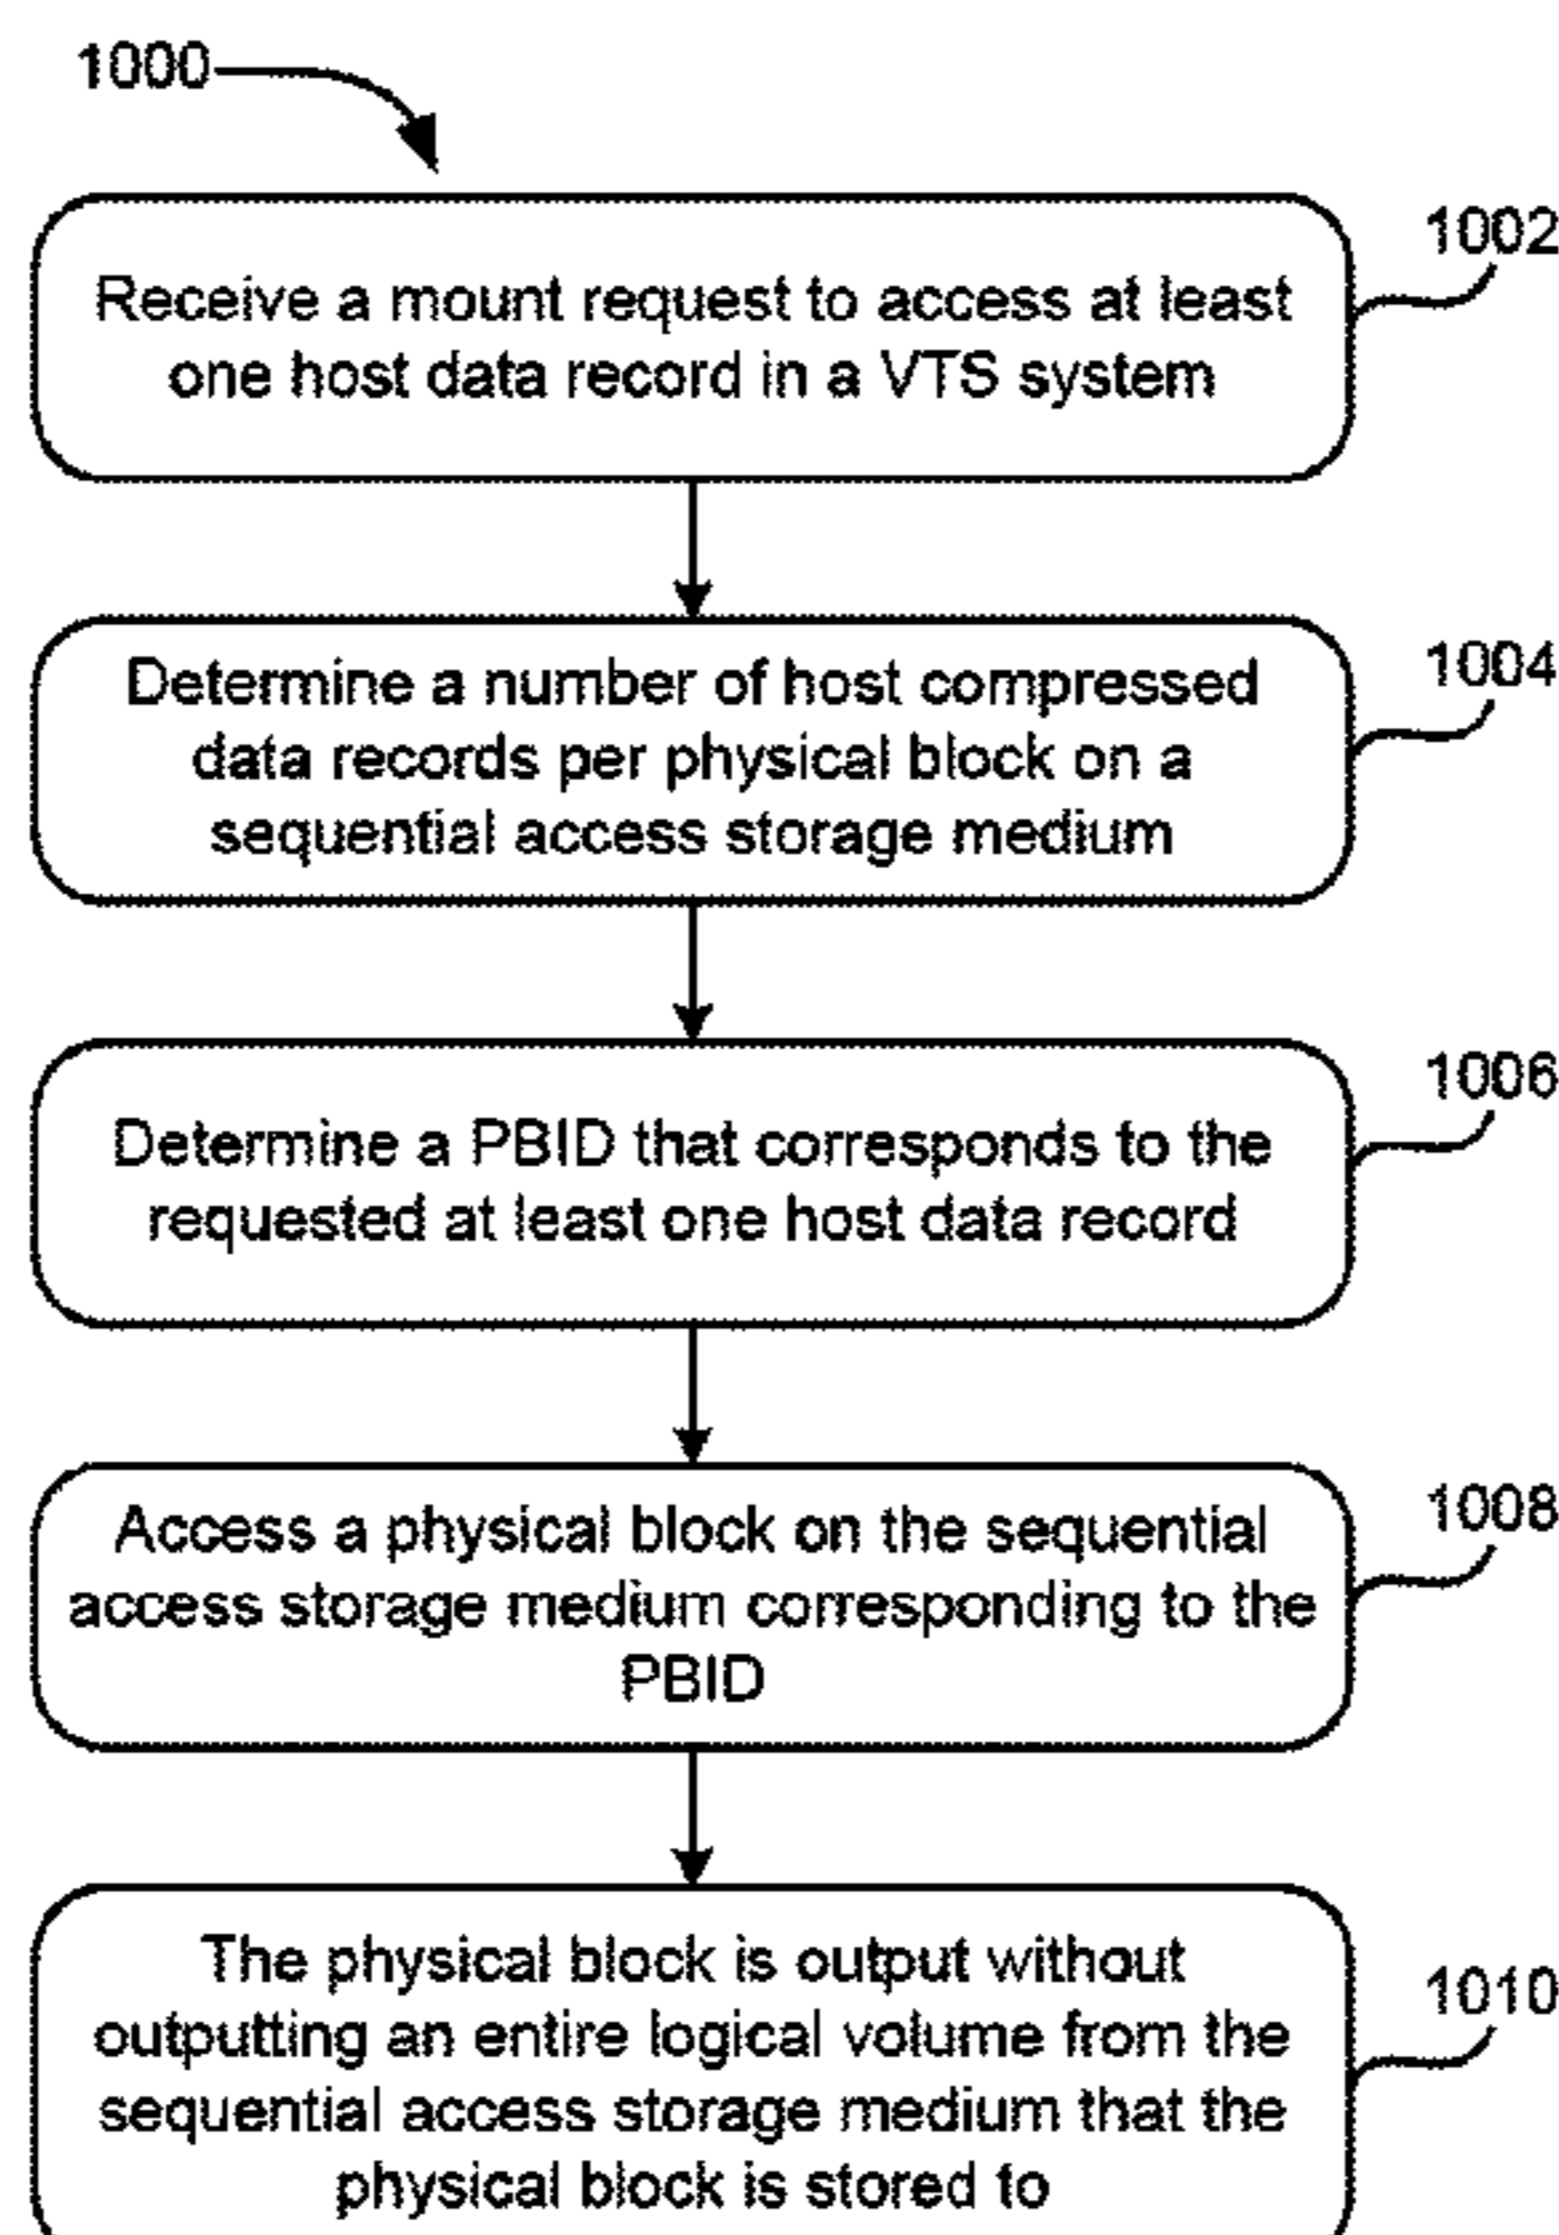 1000
Receive a mount request to access at least
one host data record in a VTS system
1002
Determine a number of host compressed
data records per physical block on a
sequential access storage medium
1004
Determine a PBID that corresponds to the
requested at least one host data record
1006
Access a physical block on the sequential
access storage medium corresponding to the
PBID
1008
The physical block is output without
outputting an entire logical volume from the
sequential access storage medium that the
physical block is stored to
1010